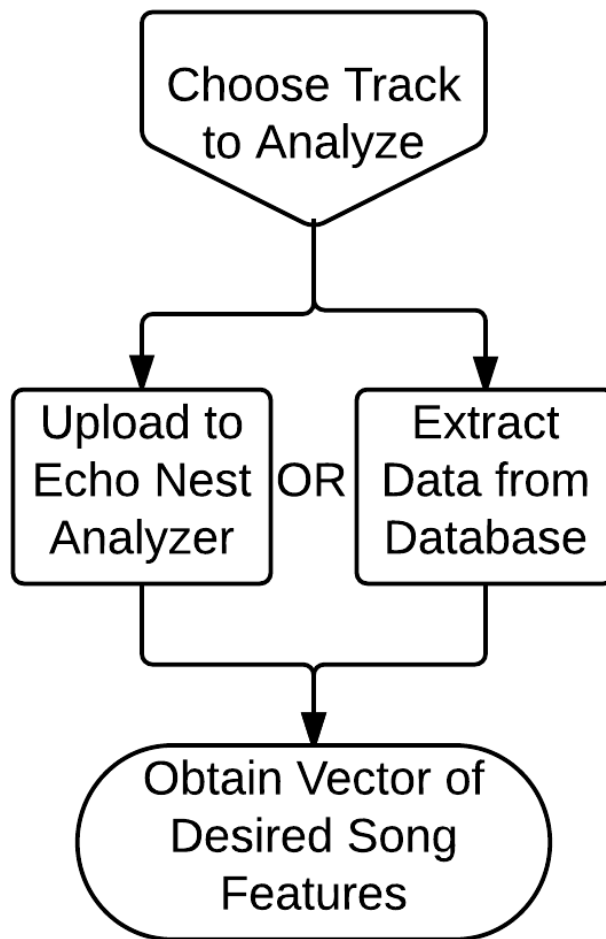 Choose Track
to Analyze
Upload to
Echo Nest
Analyzer
OR
Extract
Data from
Database
Obtain Vector of
Desired Song
Features